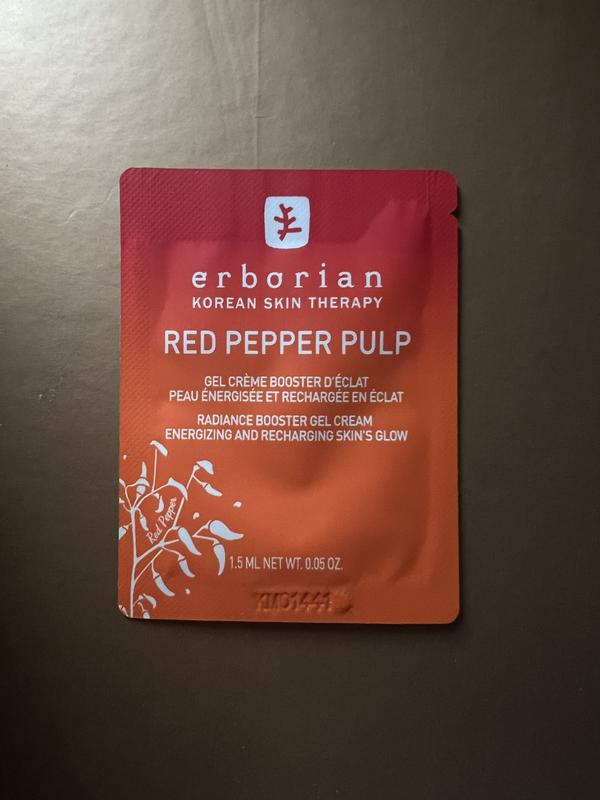 erborian
KOREAN SKIN THERAPY
RED PEPPER PULP
GEL CRÈME BOOSTER D'ÉCLAT
PEAU ÉNERGISÉE ET RECHARGÉE EN ÉCLAT
RADIANCE BOOSTER GEL CREAM
ENERGIZING AND RECHARGING SKIN'S GLOW
Red Pepper
1.5 ML NET WT. 0.05 OZ.